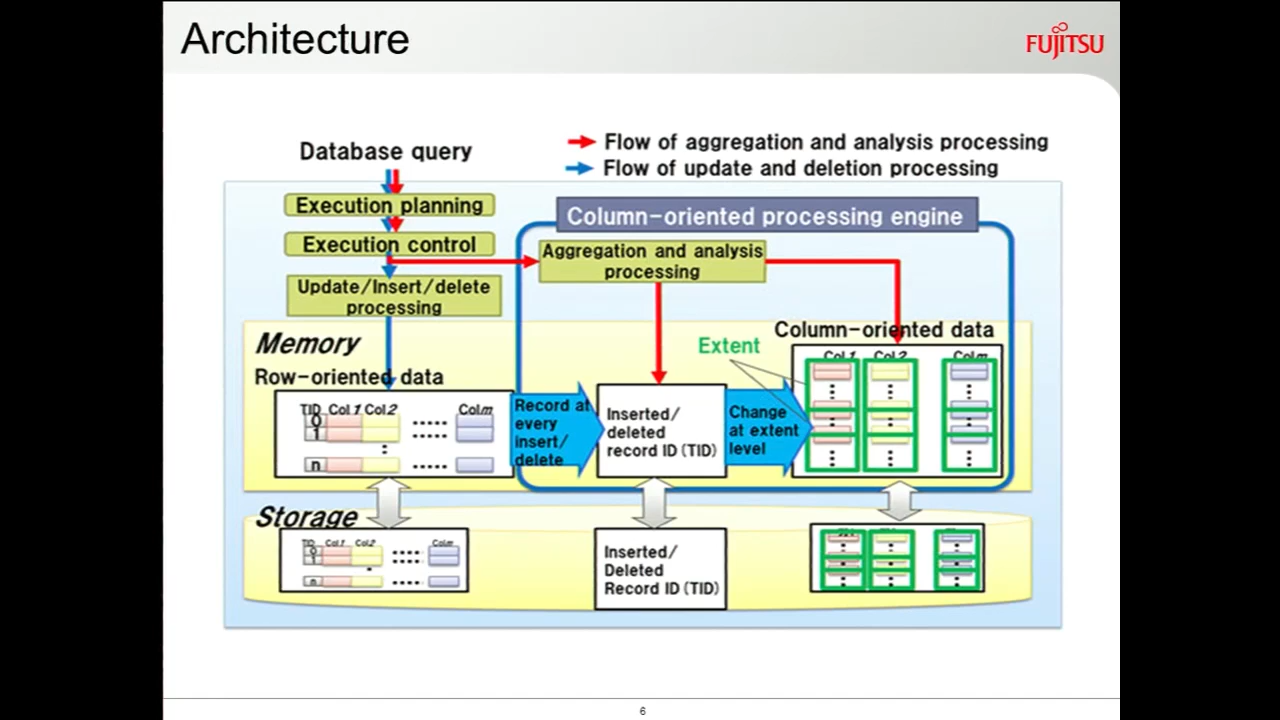 Architecture
FUJITSU
Database query
Flow of aggregation and analysis processing
Flow of update and deletion processing
Execution planning
Column-oriented processing engine
Execution control
Aggregation and analysis
processing
Update/Insert/delete
processing
Memory
Column-oriented data
Extent
Row-oriented data
Col.1 Col.2 Colm
TID Col.1 Col.2 Colm
0
1
n
Record at
every
insert/
delete
Inserted/
deleted
record ID (TID)
Change
at extent
level
Storage
TID Col.1 Col.2 Colm
0
1
n
Inserted/
Deleted
Record ID (TID)
6